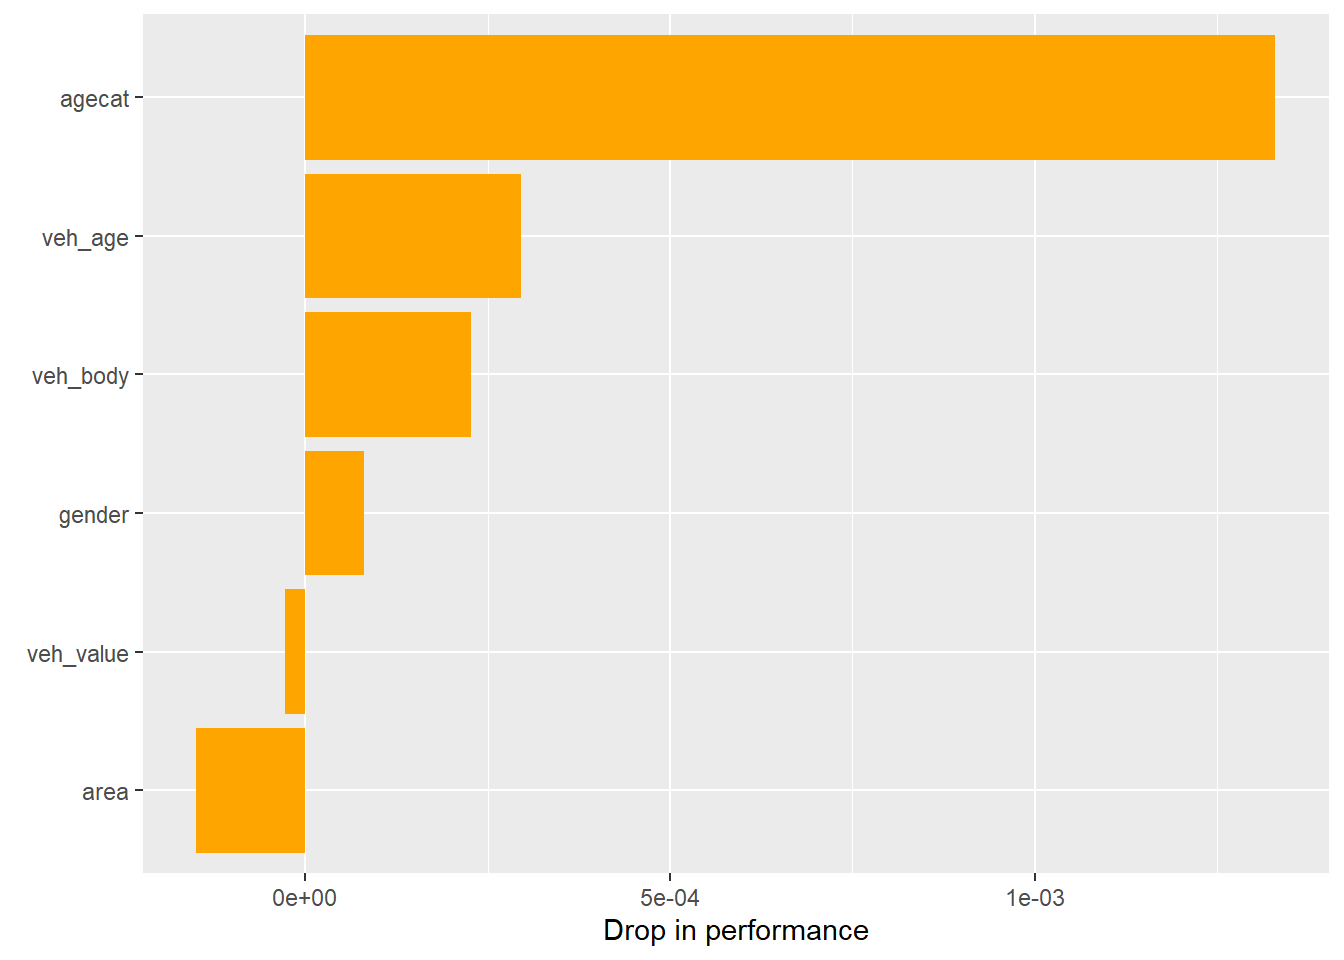 agecat
veh_age
veh_body
gender
veh_value
area
0e+00 5e-04 1e-03
Drop in performance